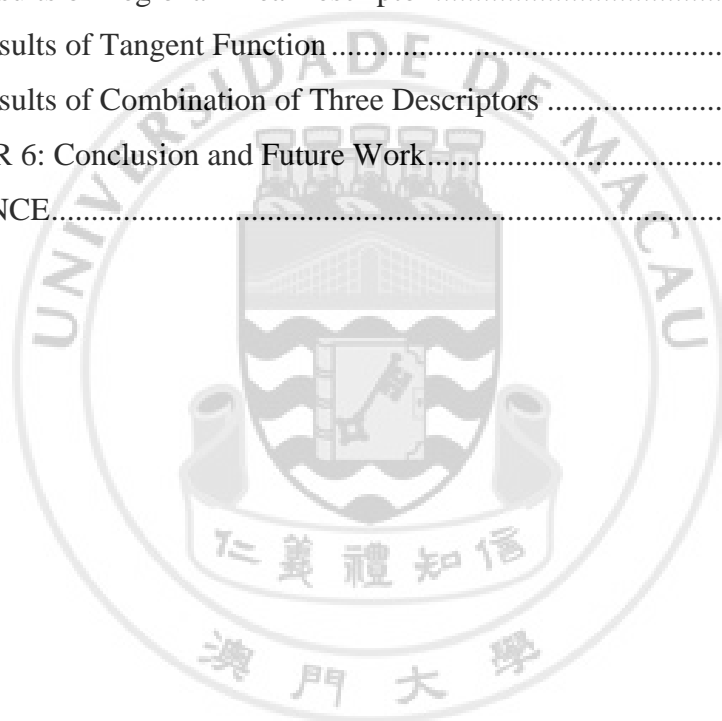 sults of Tangent Function ........................................................
sults of Combination of Three Descriptors ........................
R 6: Conclusion and Future Work..........................................
NCE..............................................................................................
UNIVERSIDADE DE MACAU
仁義禮知信
澳門大學